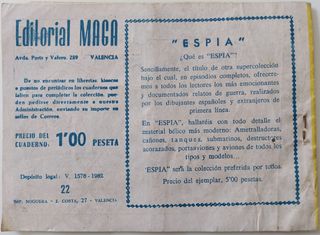 Editorial MAGA
Avda. Porta y Valero, 289 - VALENCIA
De no encontrar en librerías kioscos
o puestos de periódicos los cuadernos que
falten para completar la colección, pueden
pedirse directamente a nuestra
Administración, enviando su importe en
sellos de Correos.
PRECIO DEL
CUADERNO: 1'00 PESETA
Depósito legal: V. 1578 - 1962
22
IMP. NOGUERA - J. COSTA, 27 - VALENCIA
"ESPIA"
¿Qué es "ESPIA"?
Sencillamente, el título de otra supercolección
bajo el cual, en episodios completos, ofrecere-
mos a todos los lectores los más emocionantes
y documentados relatos de guerra, realizados
por los dibujantes españoles y extranjeros de
primera línea.
En "ESPIA", hallaréis con todo detalle el
material bélico más moderno: Ametralladoras,
cañones, tanques, submarinos, destructores,
acorazados, portaaviones y aviones de todos los
tipos y modelos...
"ESPIA" será la colección preferida por todos.
Precio del ejemplar, 5'00 pesetas.